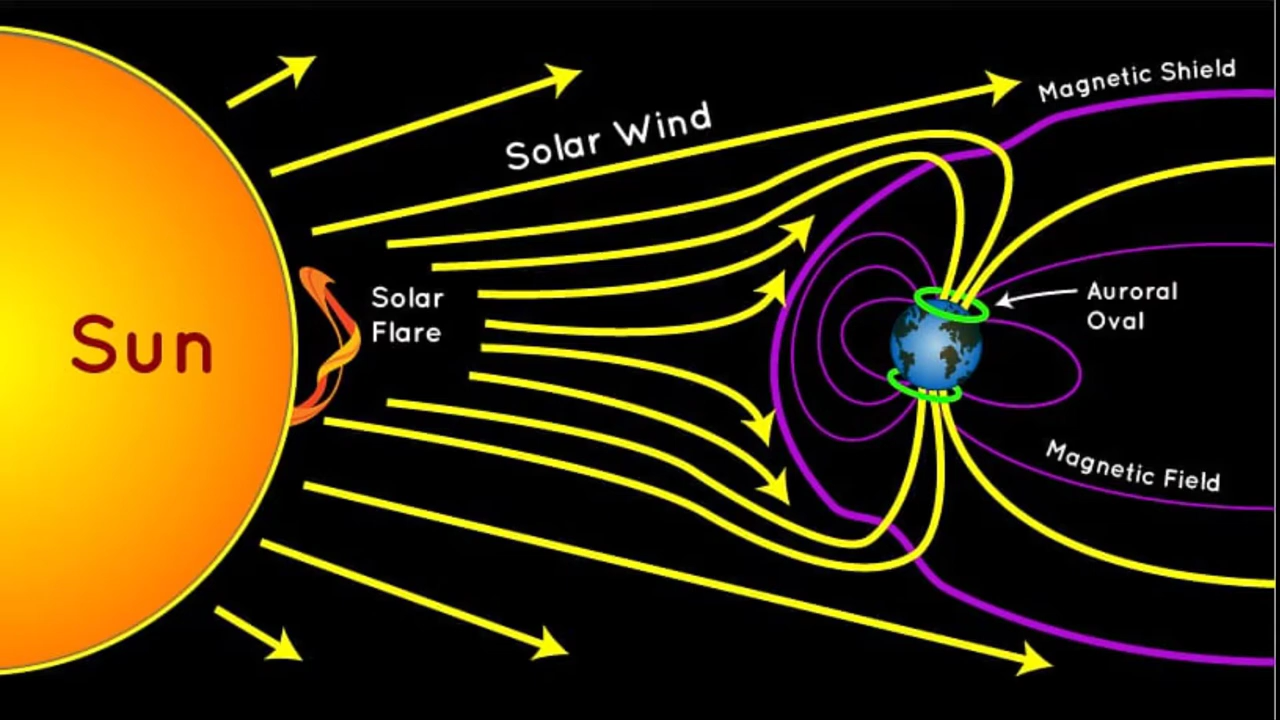 Magnetic Shield
Solar Wind
Solar
Flare
Sun
Auroral
Oval
Magnetic Field